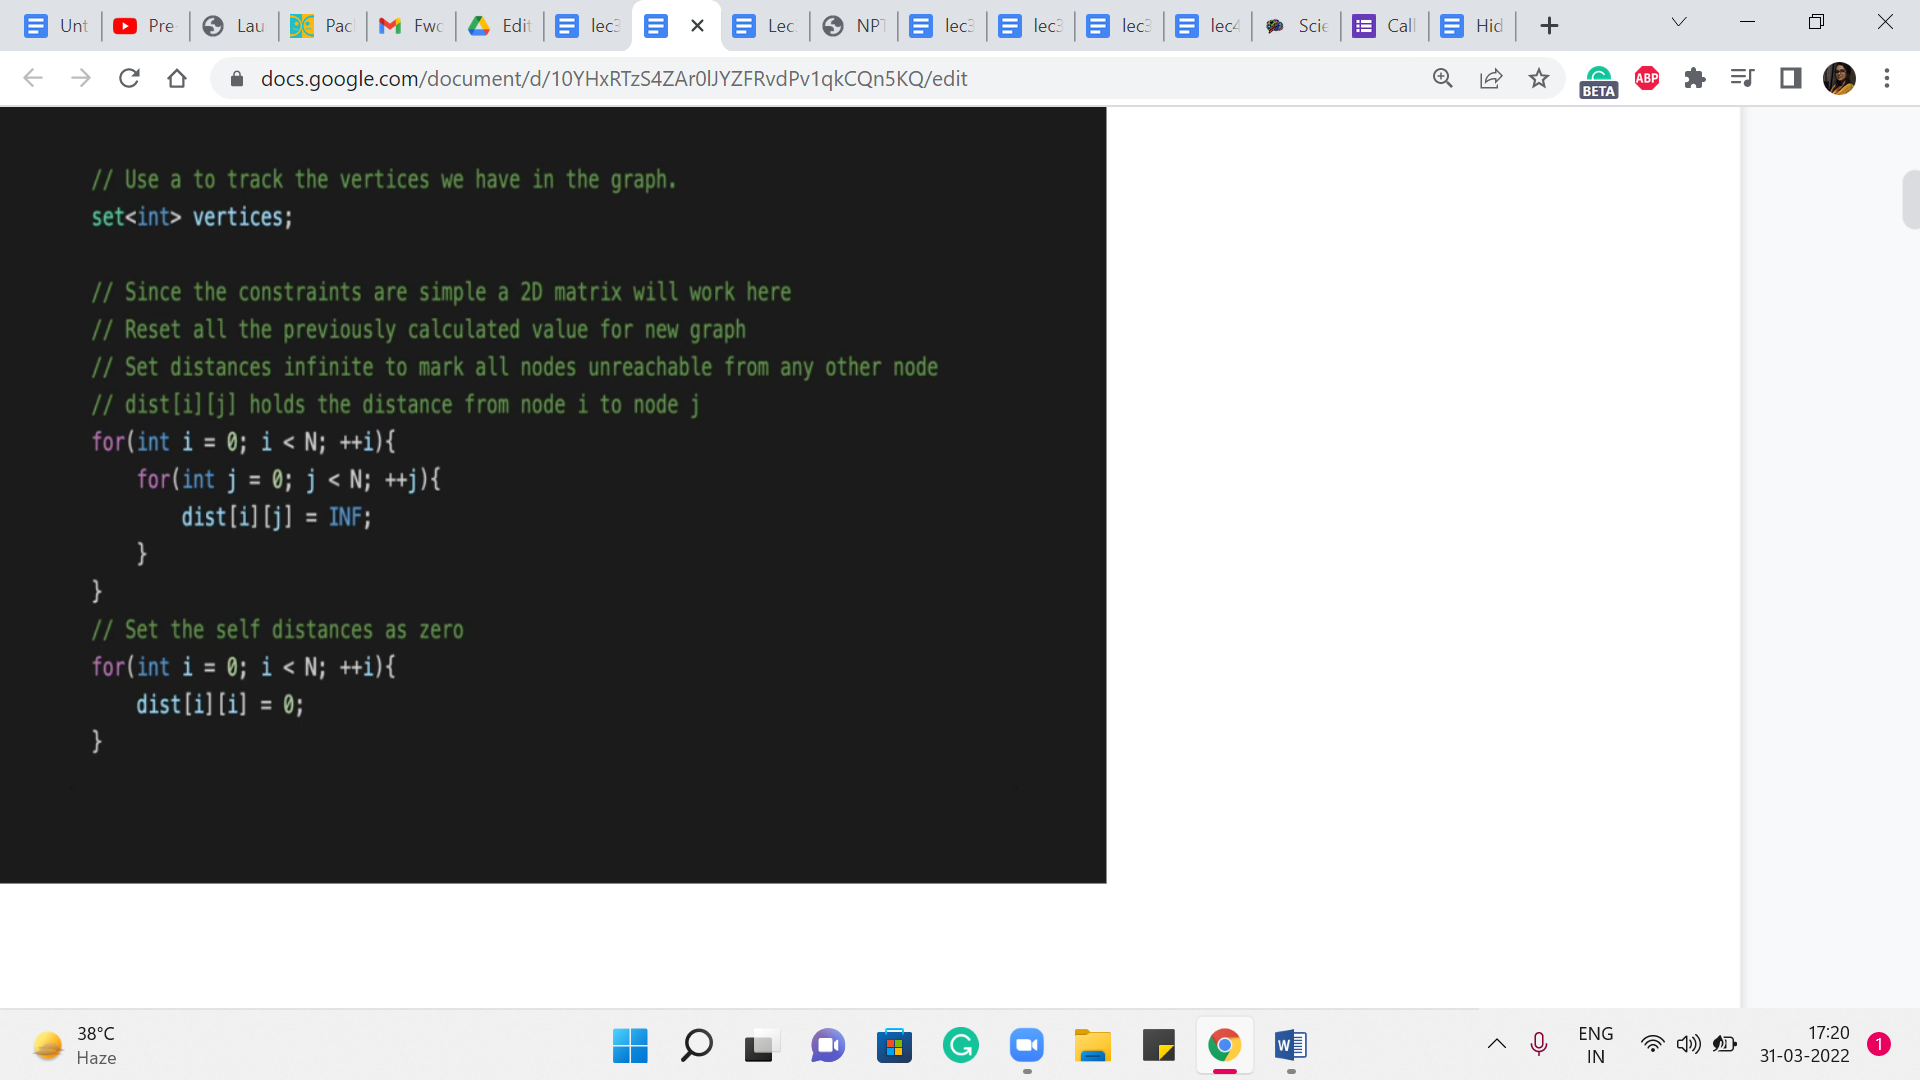 Unt
Pre
Lau
Pac
Fwd
Edit
lec3
Lec
NPT
lec3
lec3
lec3
lec4
Scie
Call
Hid
docs.google.com/document/d/10YHxRTzS4ZAr0lJYZFRvdPv1qkCQn5KQ/edit
BETA
ABP
// Use a to track the vertices we have in the graph.
set<int> vertices;
// Since the constraints are simple a 2D matrix will work here
// Reset all the previously calculated value for new graph
// Set distances infinite to mark all nodes unreachable from any other node
// dist[i][j] holds the distance from node i to node j
for(int i = 0; i < N; ++i){
for(int j = 0; j < N; ++j){
dist[i][j] = INF;
}
}
// Set the self distances as zero
for(int i = 0; i < N; ++i){
dist[i][i] = 0;
}
38°C
Haze
ENG
IN
17:20
31-03-2022
1